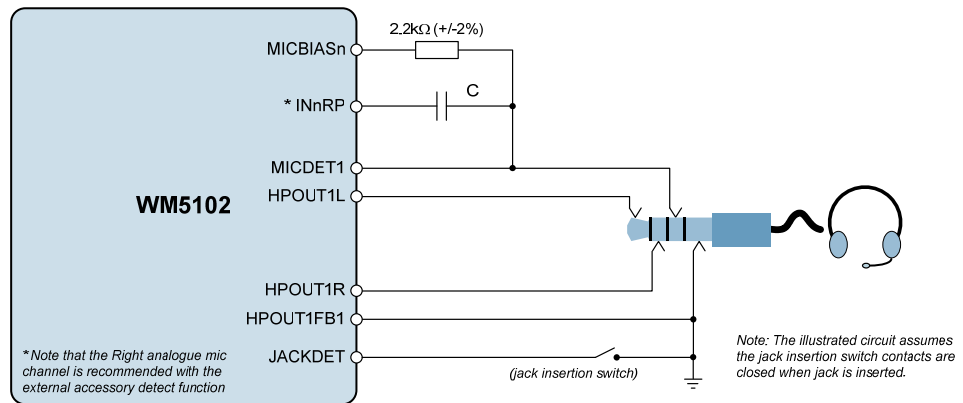 2.2kΩ (+/-2%)
MICBIASn
C
* INnRP
MICDET1
HPOUT1L
WM5102
HPOUT1R
HPOUT1FB1
JACKDET
(jack insertion switch)
* Note that the Right analogue mic
channel is recommended with the
external accessory detect function
Note: The illustrated circuit assumes
the jack insertion switch contacts are
closed when jack is inserted.